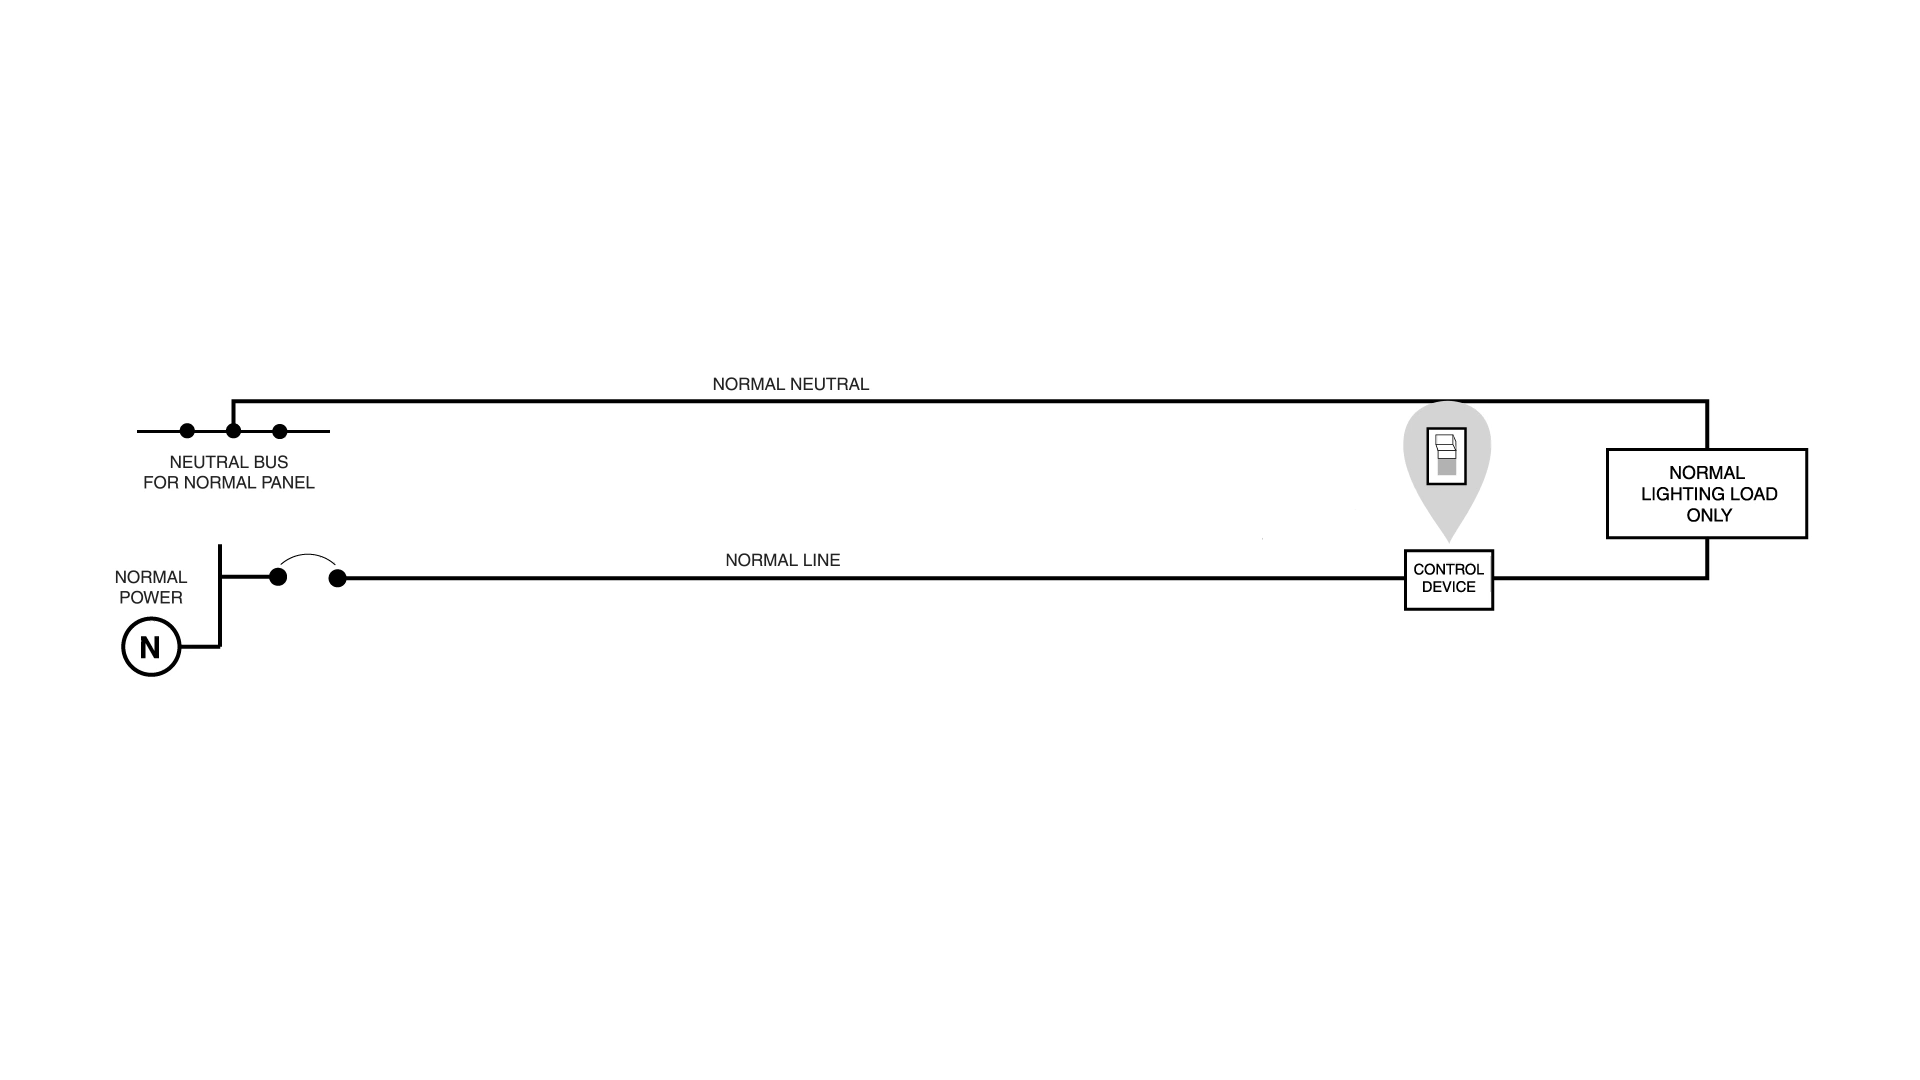 NORMAL NEUTRAL
NEUTRAL BUS
FOR NORMAL PANEL
NORMAL
LIGHTING LOAD
ONLY
NORMAL LINE
CONTROL
DEVICE
NORMAL
POWER
N